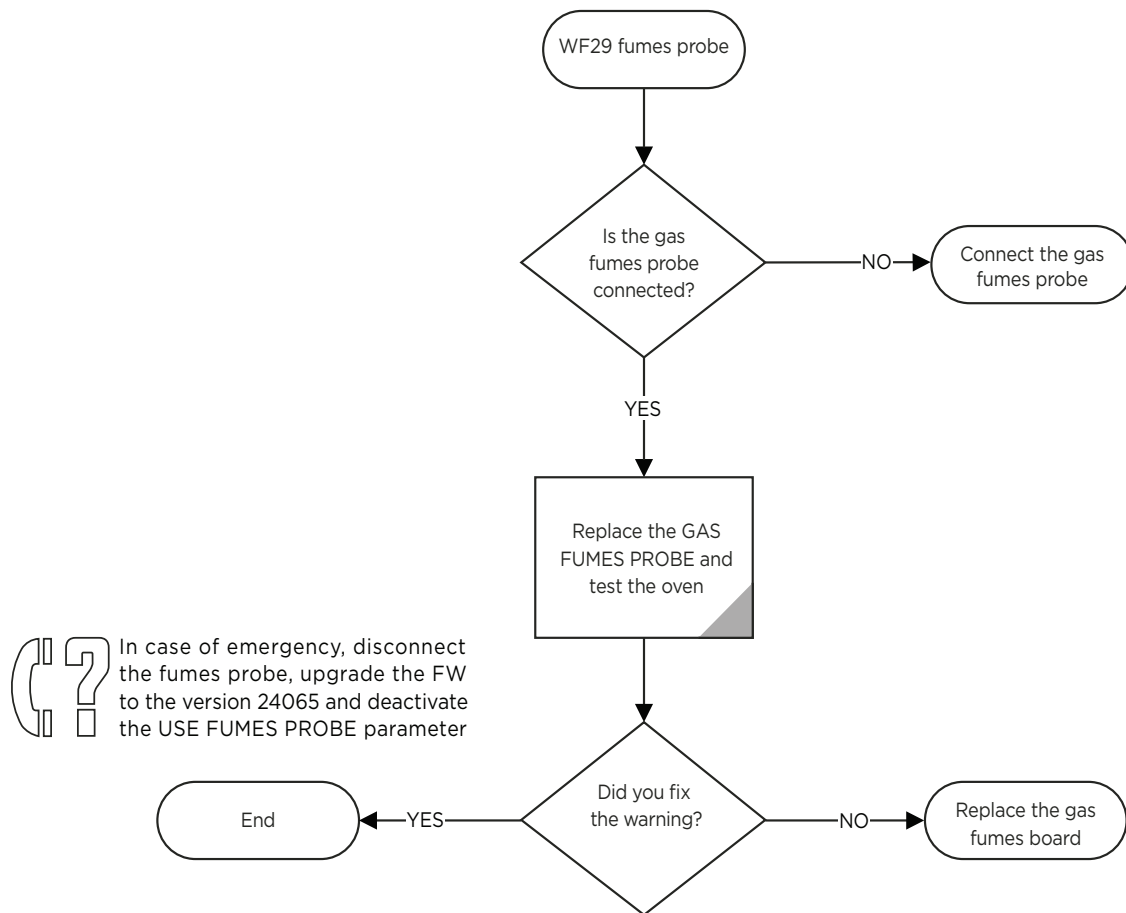 WF29 fumes probe
Is the gas
fumes probe
connected?
NO
Connect the gas
fumes probe
YES
Replace the GAS
FUMES PROBE and
test the oven
In case of emergency, disconnect
the fumes probe, upgrade the FW
to the version 24065 and deactivate
the USE FUMES PROBE parameter
Did you fix
the warning?
YES
End
NO
Replace the gas
fumes board